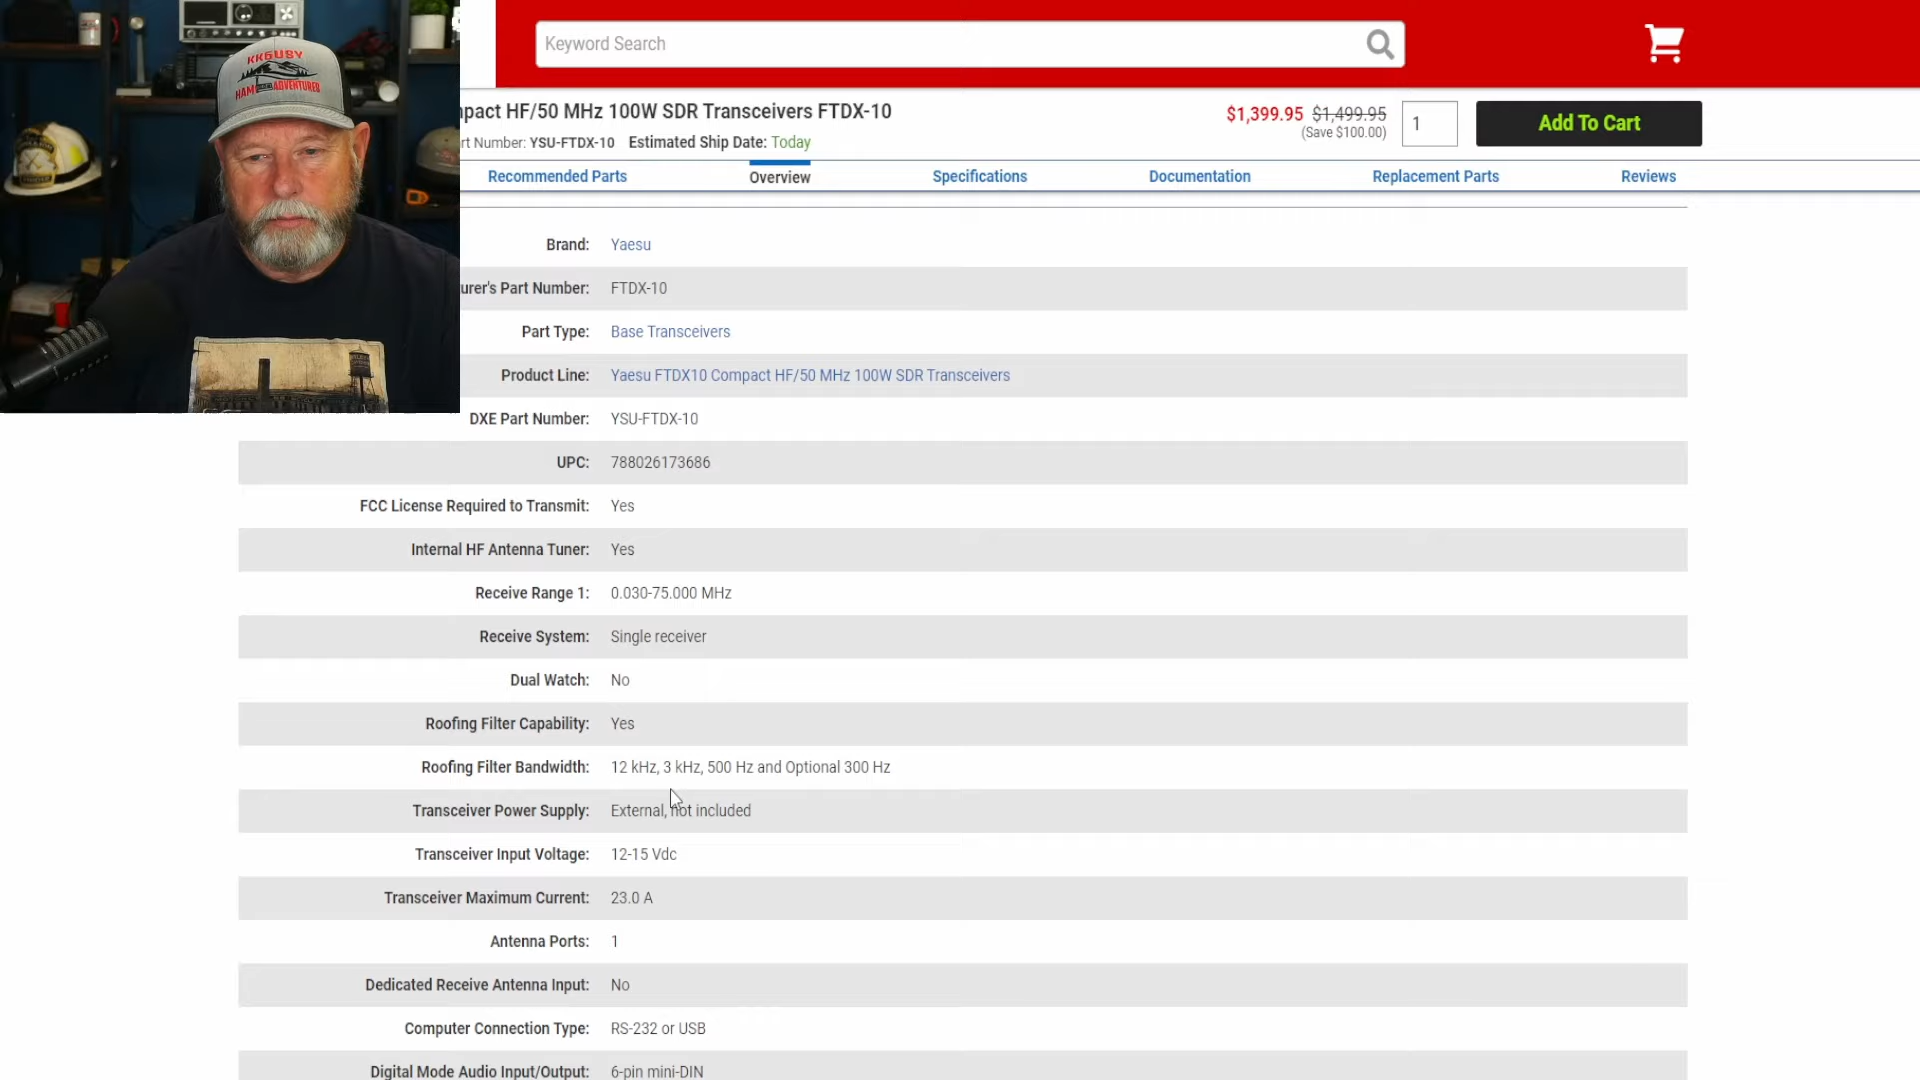 KK6USY
HAM ADVENTURES
Keyword Search
mpact HF/50 MHz 100W SDR Transceivers FTDX-10
$1,399.95 $1,499.95
(Save $100.00)
1
Add To Cart
rt Number: YSU-FTDX-10 Estimated Ship Date: Today
Recommended Parts Overview Specifications Documentation Replacement Parts Reviews
Brand: Yaesu
urer's Part Number: FTDX-10
Part Type: Base Transceivers
Product Line: Yaesu FTDX10 Compact HF/50 MHz 100W SDR Transceivers
DXE Part Number: YSU-FTDX-10
UPC: 788026173686
FCC License Required to Transmit: Yes
Internal HF Antenna Tuner: Yes
Receive Range 1: 0.030-75.000 MHz
Receive System: Single receiver
Dual Watch: No
Roofing Filter Capability: Yes
Roofing Filter Bandwidth: 12 kHz, 3 kHz, 500 Hz and Optional 300 Hz
Transceiver Power Supply: External, not included
Transceiver Input Voltage: 12-15 Vdc
Transceiver Maximum Current: 23.0 A
Antenna Ports: 1
Dedicated Receive Antenna Input: No
Computer Connection Type: RS-232 or USB
Digital Mode Audio Input/Output: 6-pin mini-DIN